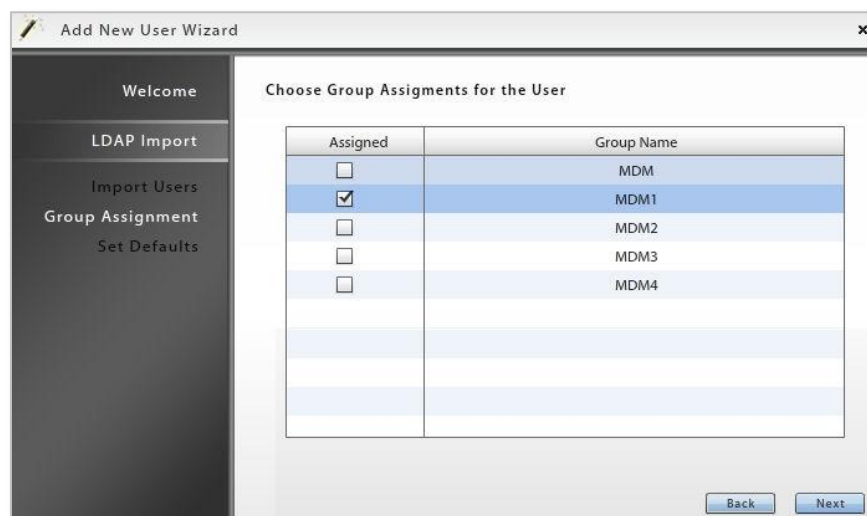 Add New User Wizard
Welcome
LDAP Import
Import Users
Group Assignment
Set Defaults
Choose Group Assigments for the User
Assigned Group Name
MDM
MDM1
MDM2
MDM3
MDM4
Back Next